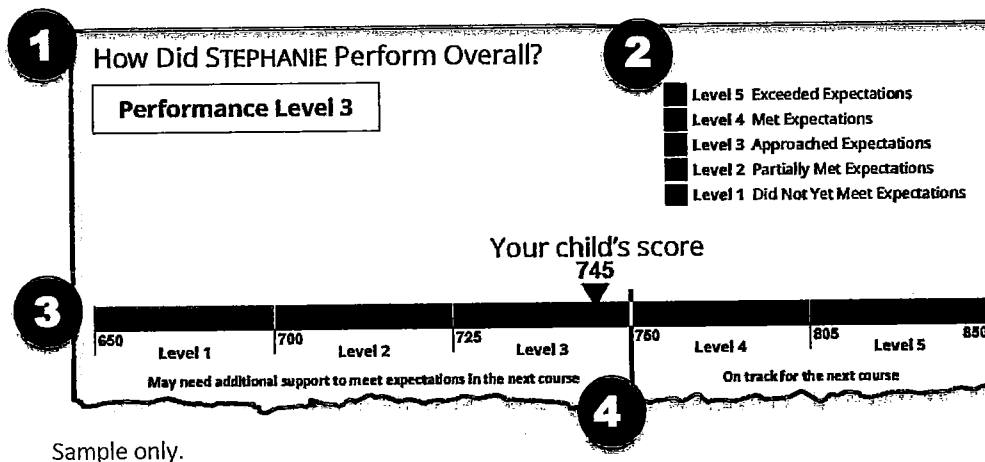 1
How Did STEPHANIE Perform Overall?
Performance Level 3
2
Level 5 Exceeded Expectations
Level 4 Met Expectations
Level 3 Approached Expectations
Level 2 Partially Met Expectations
Level 1 Did Not Yet Meet Expectations
Your child's score
745
3
650 700 725 750 805 850
Level 1 Level 2 Level 3 Level 4 Level 5
May need additional support to meet expectations in the next course On track for the next course
4
Sample only.